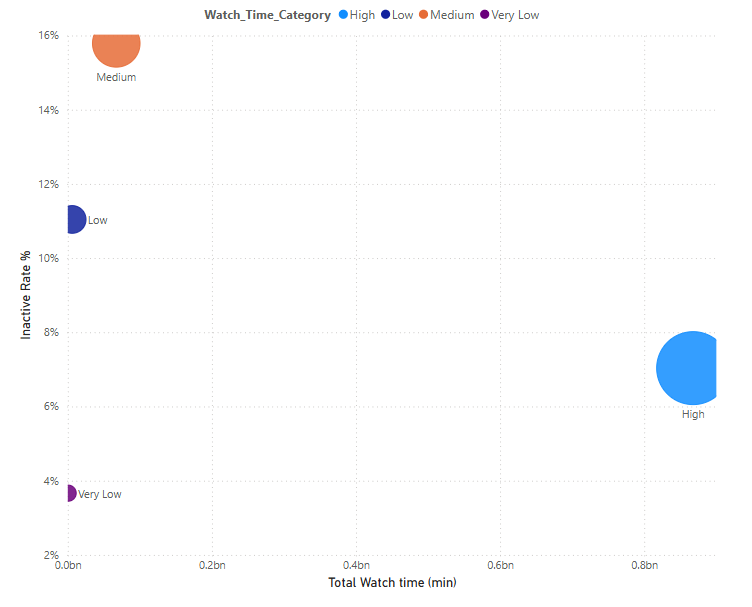 Watch_Time_Category High Low Medium Very Low
16%
Medium
14%
12%
Low
10%
Inactive Rate %
8%
6%
High
4%
Very Low
2%
0.0bn 0.2bn 0.4bn 0.6bn 0.8bn
Total Watch time (min)